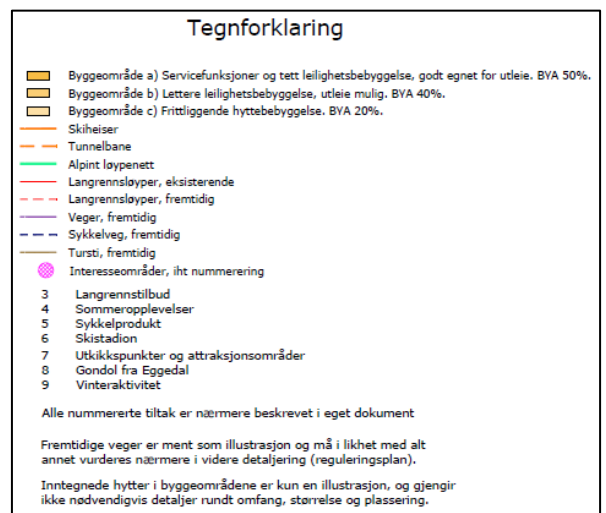 Tegnforklaring
Byggeområde a) Servicefunksjoner og tett leilighetsbebyggelse, godt egnet for utleie. BYA 50%.
Byggeområde b) Lettere leilighetsbebyggelse, utleie mulig. BYA 40%.
Byggeområde c) Frittliggende hyttebebyggelse. BYA 20%.
Skiheiser
Tunnelbane
Alpint løypenett
Langrennsløyper, eksisterende
Langrennsløyper, fremtidig
Veger, fremtidig
Sykkelveg, fremtidig
Tursti, fremtidig
Interesseområder, iht nummerering
3 Langrennstilbud
4 Sommeropplevelser
5 Sykkelprodukt
6 Skistadion
7 Utkikkspunkter og attraksjonsområder
8 Gondol fra Eggedal
9 Vinteraktivitet
Alle nummererte tiltak er nærmere beskrevet i eget dokument
Fremtidige veger er ment som illustrasjon og må i likhet med alt
annet vurderes nærmere i videre detaljering (reguleringsplan).
Inntegnede hytter i byggeområdene er kun en illustrasjon, og gjengir
ikke nødvendigvis detaljer rundt omfang, størrelse og plassering.